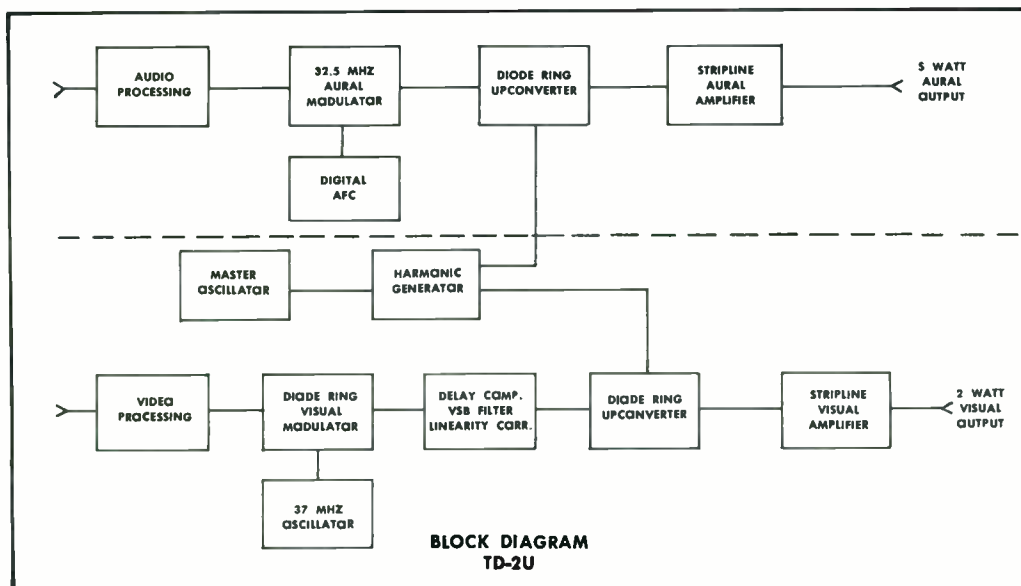 AUDIO
PROCESSING
32.5 MHZ
AURAL
MODULATOR
DIODE RING
UPCONVERTER
STRIPLINE
AURAL
AMPLIFIER
5 WATT
AURAL
OUTPUT
DIGITAL
AFC
MASTER
OSCILLATOR
HARMONIC
GENERATOR
VIDEO
PROCESSING
DIODE RING
VISUAL
MODULATOR
DELAY COMP.
VSB FILTER
LINEARITY CORR.
DIODE RING
UPCONVERTER
STRIPLINE
VISUAL
AMPLIFIER
2 WATT
VISUAL
OUTPUT
37 MHZ
OSCILLATOR
BLOCK DIAGRAM
TD-2U